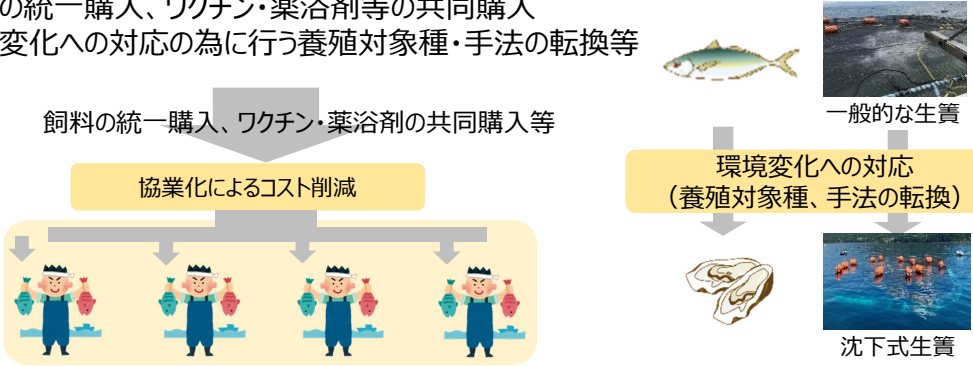 の統一購入、ワクチン・薬浴剤等の共同購入
変化への対応の為に行う養殖対象種・手法の転換等
飼料の統一購入、ワクチン・薬浴剤の共同購入等
協業化によるコスト削減
一般的な生簀
環境変化への対応
（養殖対象種、手法の転換）
沈下式生簀